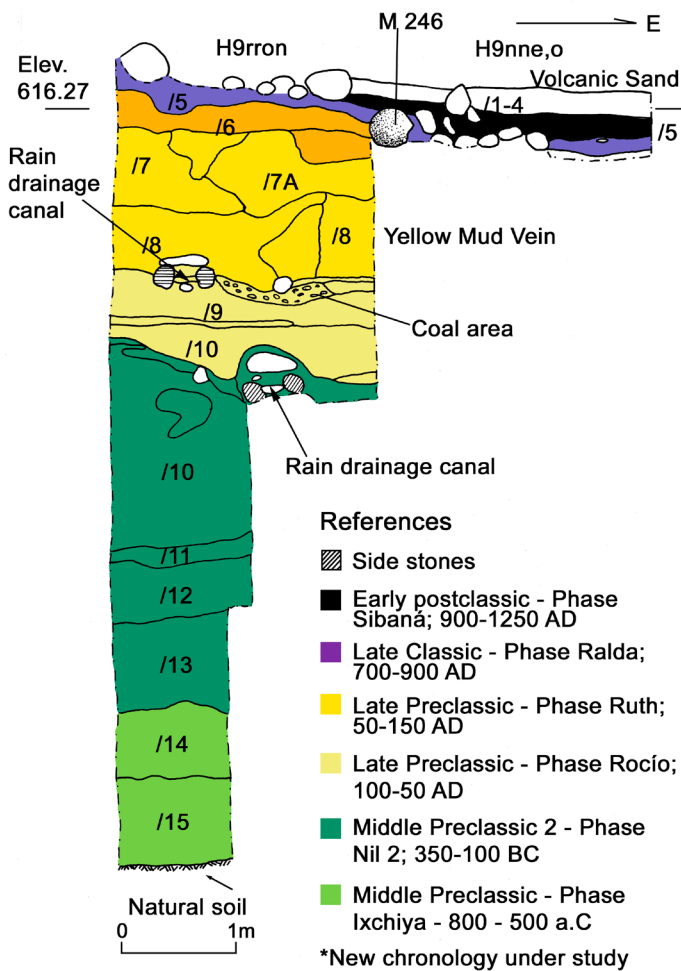 M 246
E
H9rron
H9nne,o
Elev.
616.27
Volcanic Sand
/5
/1-4
/6
/5
Rain
drainage
canal
/7
/7A
/8
/8
Yellow Mud Vein
/9
Coal area
/10
Rain drainage canal
/10
/11
/12
/13
/14
/15
Natural soil
0 1m
References
Side stones
Early postclassic - Phase
Sibaná; 900-1250 AD
Late Classic - Phase Ralda;
700-900 AD
Late Preclassic - Phase Ruth;
50-150 AD
Late Preclassic - Phase Rocío;
100-50 AD
Middle Preclassic 2 - Phase
Nil 2; 350-100 BC
Middle Preclassic - Phase
Ixchiya - 800 - 500 a.C
*New chronology under study